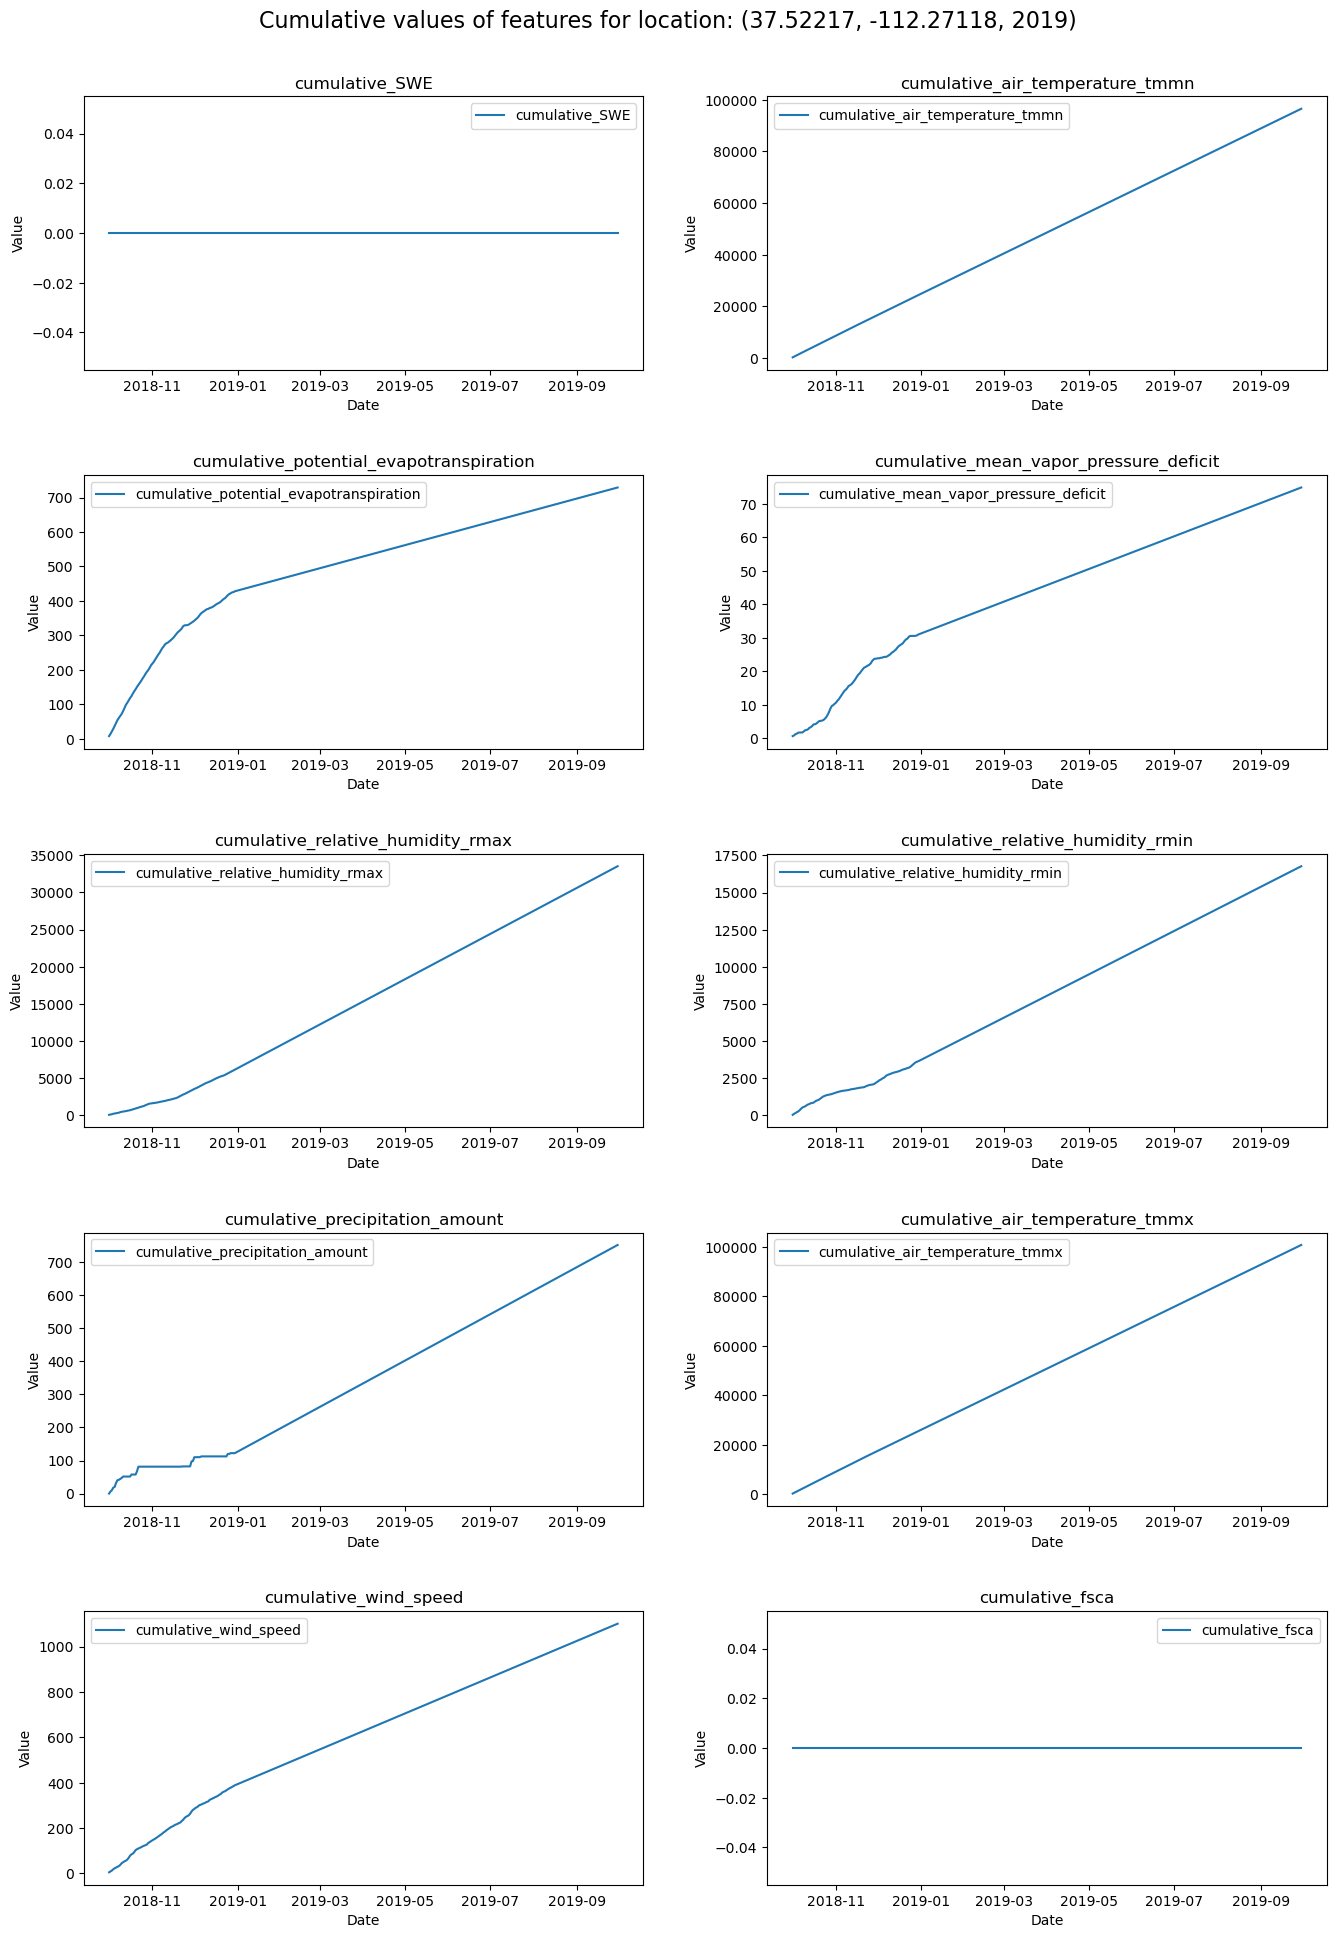 Cumulative values of features for location: (37.52217, -112.27118, 2019)
cumulative_SWE
cumulative_SWE
0.04
0.02
0.00
−0.02
−0.04
Value
2018-11 2019-01 2019-03 2019-05 2019-07 2019-09
Date
cumulative_air_temperature_tmmn
cumulative_air_temperature_tmmn
100000
80000
60000
40000
20000
0
Value
2018-11 2019-01 2019-03 2019-05 2019-07 2019-09
Date
cumulative_potential_evapotranspiration
cumulative_potential_evapotranspiration
700
600
500
400
300
200
100
0
Value
2018-11 2019-01 2019-03 2019-05 2019-07 2019-09
Date
cumulative_mean_vapor_pressure_deficit
cumulative_mean_vapor_pressure_deficit
70
60
50
40
30
20
10
0
Value
2018-11 2019-01 2019-03 2019-05 2019-07 2019-09
Date
cumulative_relative_humidity_rmax
cumulative_relative_humidity_rmax
35000
30000
25000
20000
15000
10000
5000
0
Value
2018-11 2019-01 2019-03 2019-05 2019-07 2019-09
Date
cumulative_relative_humidity_rmin
cumulative_relative_humidity_rmin
17500
15000
12500
10000
7500
5000
2500
0
Value
2018-11 2019-01 2019-03 2019-05 2019-07 2019-09
Date
cumulative_precipitation_amount
cumulative_precipitation_amount
700
600
500
400
300
200
100
0
Value
2018-11 2019-01 2019-03 2019-05 2019-07 2019-09
Date
cumulative_air_temperature_tmmx
cumulative_air_temperature_tmmx
100000
80000
60000
40000
20000
0
Value
2018-11 2019-01 2019-03 2019-05 2019-07 2019-09
Date
cumulative_wind_speed
cumulative_wind_speed
1000
800
600
400
200
0
Value
2018-11 2019-01 2019-03 2019-05 2019-07 2019-09
Date
cumulative_fsca
cumulative_fsca
0.04
0.02
0.00
−0.02
−0.04
Value
2018-11 2019-01 2019-03 2019-05 2019-07 2019-09
Date